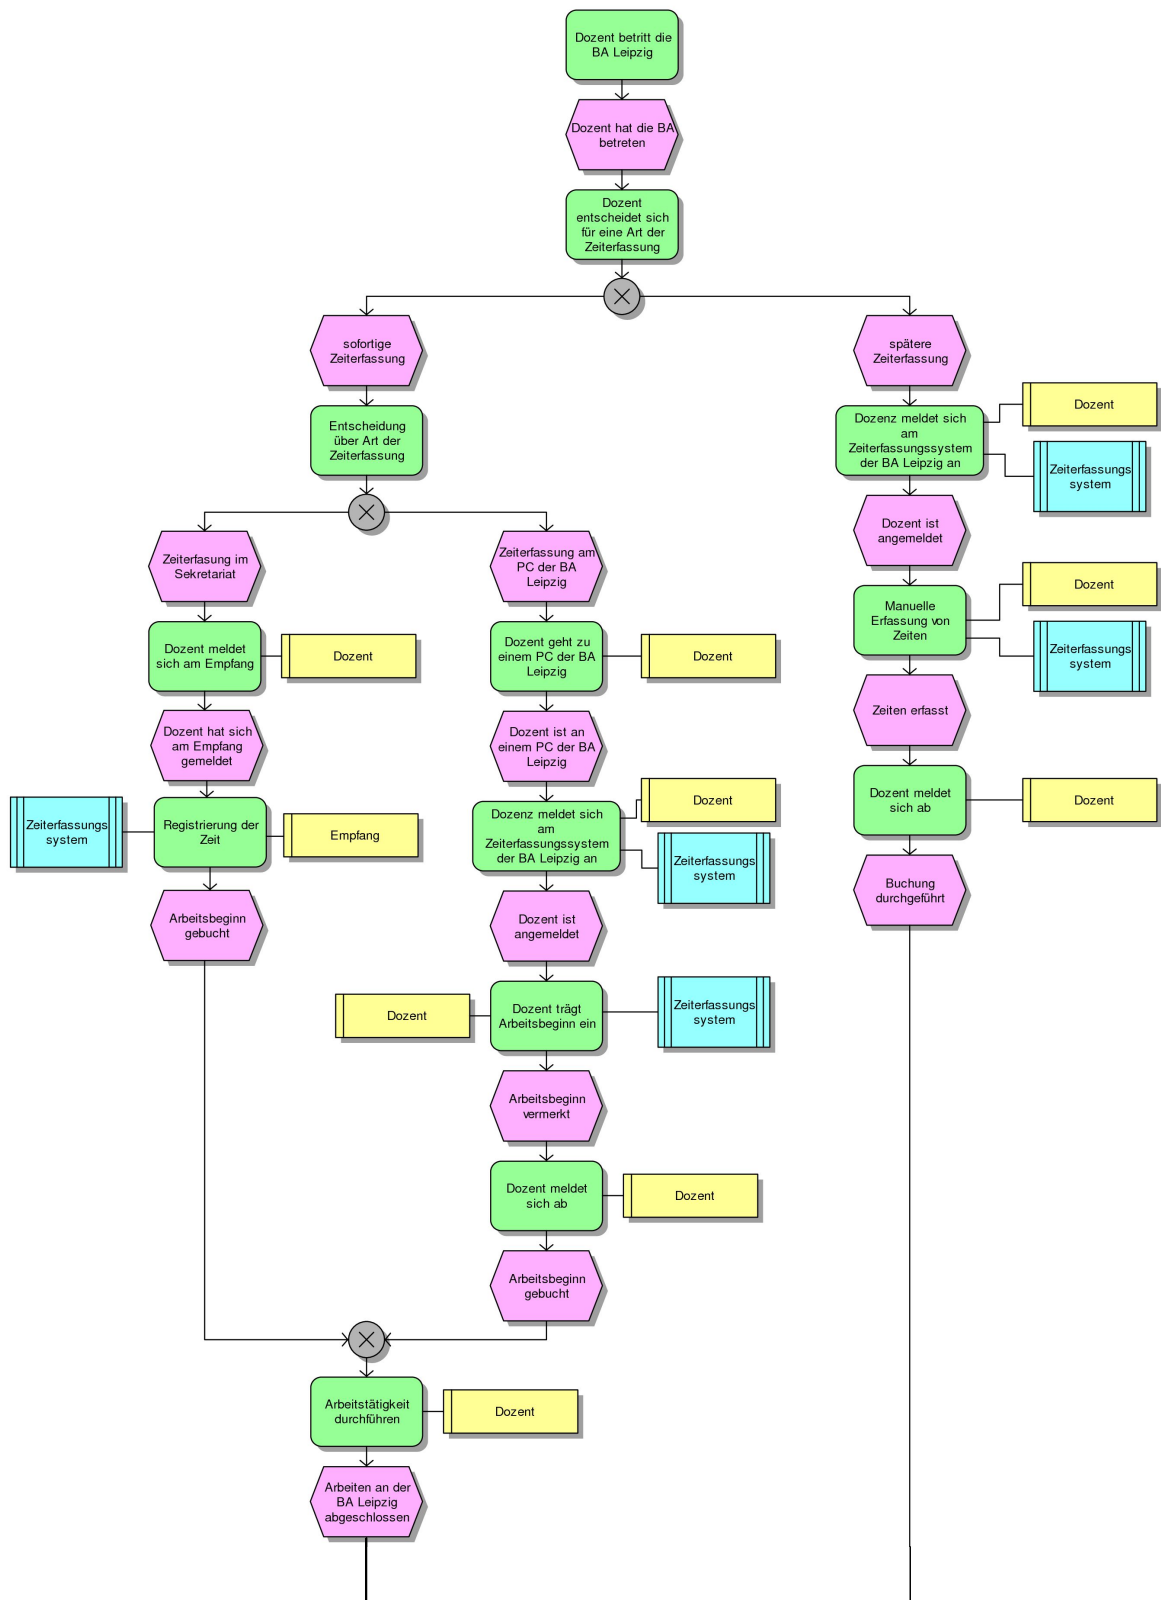 Dozent betritt die
BA Leipzig
Dozent hat die BA
betreten
Dozent
entscheidet sich
für eine Art der
Zeiterfassung
sofortige
Zeiterfassung
Entscheidung
über Art der
Zeiterfassung
Zeiterfasung im
Sekretariat
Dozent meldet
sich am Empfang
Dozent
Dozent hat sich
am Empfang
gemeldet
Zeiterfassungs
system
Registrierung der
Zeit
Empfang
Arbeitsbeginn
gebucht
Zeiterfassung am
PC der BA
Leipzig
Dozent geht zu
einem PC der BA
Leipzig
Dozent
Dozent ist an
einem PC der BA
Leipzig
Dozenz meldet sich
am
Zeiterfassungssystem
der BA Leipzig an
Dozent
Zeiterfassungs
system
Dozent ist
angemeldet
Dozent
Dozent trägt
Arbeitsbeginn ein
Zeiterfassungs
system
Arbeitsbeginn
vermerkt
Dozent meldet
sich ab
Dozent
Arbeitsbeginn
gebucht
Arbeitstätigkeit
durchführen
Dozent
Arbeiten an der
BA Leipzig
abgeschlossen
spätere
Zeiterfassung
Dozenz meldet sich
am
Zeiterfassungssystem
der BA Leipzig an
Dozent
Zeiterfassungs
system
Dozent ist
angemeldet
Manuelle
Erfassung von
Zeiten
Dozent
Zeiterfassungs
system
Zeiten erfasst
Dozent meldet
sich ab
Dozent
Buchung
durchgeführt